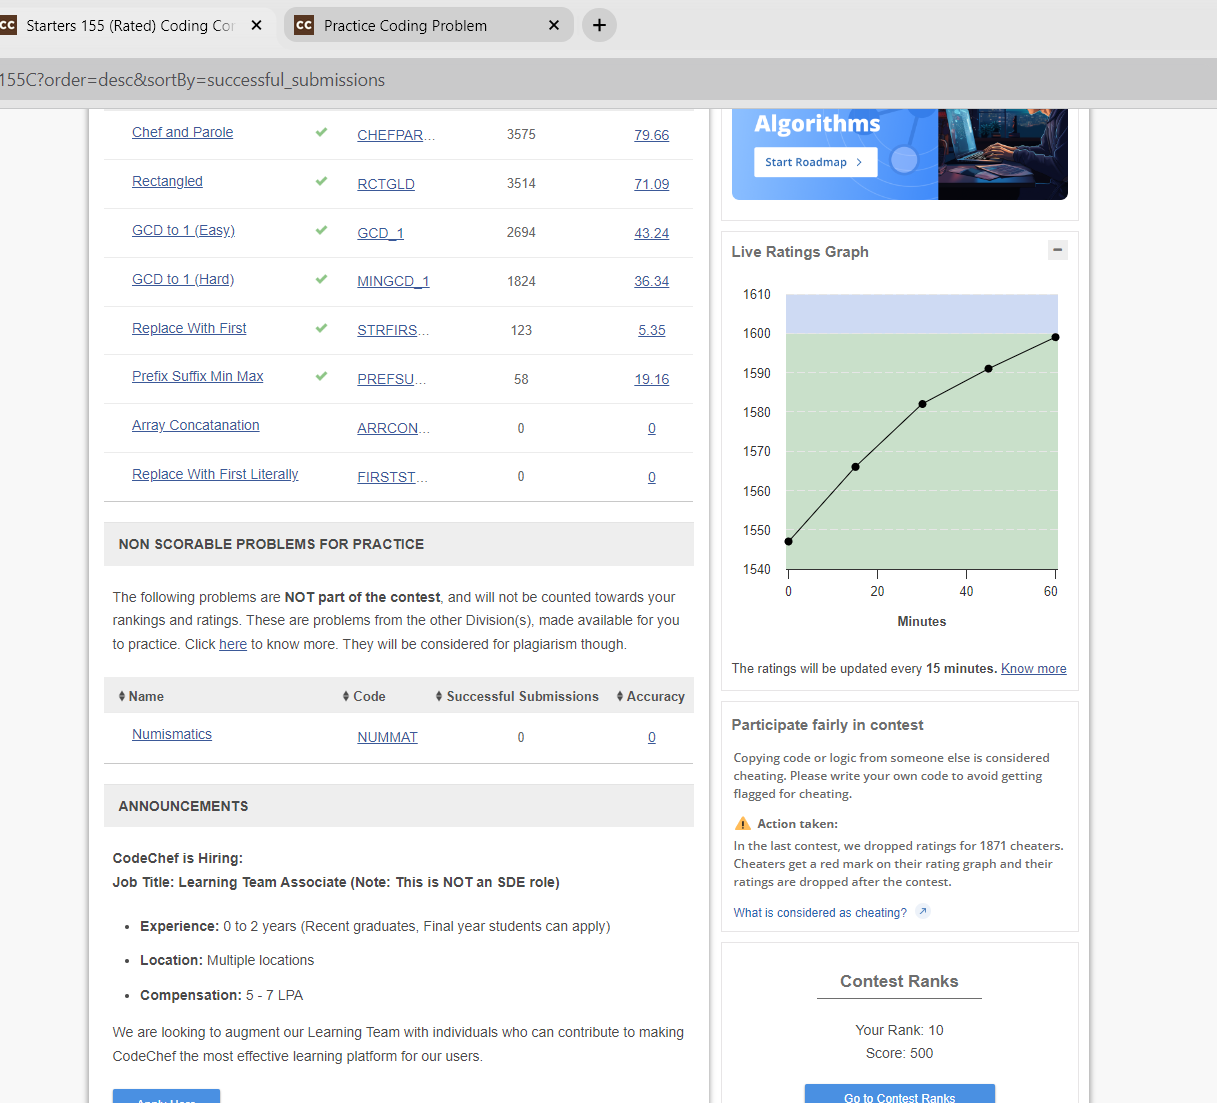 CC Starters 155 (Rated) Coding Con
CC Practice Coding Problem
155C?order=desc&sortBy=successful_submissions
Chef and Parole CHEFPAR... 3575 79.66
Rectangled RCTGLD 3514 71.09
GCD to 1 (Easy) GCD_1 2694 43.24
GCD to 1 (Hard) MINGCD_1 1824 36.34
Replace With First STRFIRS... 123 5.35
Prefix Suffix Min Max PREFSU... 58 19.16
Array Concatanation ARRCON... 0 0
Replace With First Literally FIRSTST... 0 0
NON SCORABLE PROBLEMS FOR PRACTICE
The following problems are NOT part of the contest, and will not be counted towards your
rankings and ratings. These are problems from the other Division(s), made available for you
to practice. Click here to know more. They will be considered for plagiarism though.
Name Code Successful Submissions Accuracy
Numismatics NUMMAT 0 0
ANNOUNCEMENTS
CodeChef is Hiring:
Job Title: Learning Team Associate (Note: This is NOT an SDE role)
• Experience: 0 to 2 years (Recent graduates, Final year students can apply)
• Location: Multiple locations
• Compensation: 5 - 7 LPA
We are looking to augment our Learning Team with individuals who can contribute to making
CodeChef the most effective learning platform for our users.
Apply Here
Algorithms
Start Roadmap >
Live Ratings Graph
1610
1600
1590
1580
1570
1560
1550
1540
0 20 40 60
Minutes
The ratings will be updated every 15 minutes. Know more
Participate fairly in contest
Copying code or logic from someone else is considered
cheating. Please write your own code to avoid getting
flagged for cheating.
Action taken:
In the last contest, we dropped ratings for 1871 cheaters.
Cheaters get a red mark on their rating graph and their
ratings are dropped after the contest.
What is considered as cheating?
Contest Ranks
Your Rank: 10
Score: 500
Go to Contest Ranks